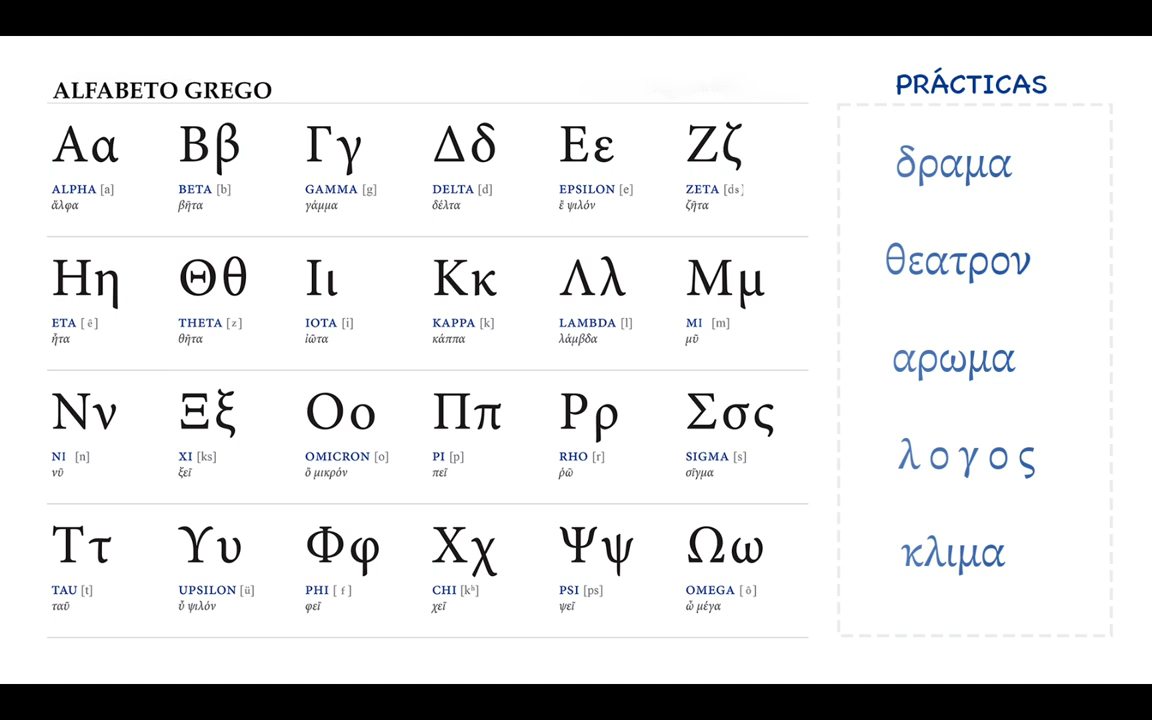 ALFABETO GREGO
Αα Ββ Γγ Δδ Εε Ζζ
ALPHA [a] BETA [b] GAMMA [g] DELTA [d] EPSILON [e] ZETA [ds]
ἄλφα βῆτα γάμμα δέλτα ἒ ψιλόν ζῆτα
Ηη Θθ Ιι Κκ Λλ Μμ
ETA [ê] THETA [z] IOTA [i] KAPPA [k] LAMBDA [l] MI [m]
ἦτα θῆτα ἰῶτα κάππα λάμβδα μῦ
Νν Ξξ Οο Ππ Ρρ Σσς
NI [n] XI [ks] OMICRON [o] PI [p] RHO [r] SIGMA [s]
νῦ ξεῖ ὂ μικρόν πεῖ ῥῶ σῖγμα
Ττ Υυ Φφ Χχ Ψψ Ωω
TAU [t] UPSILON [ü] PHI [f] CHI [kʰ] PSI [ps] OMEGA [ô]
ταῦ ὖ ψιλόν φεῖ χεῖ ψεῖ ὦ μέγα
PRÁCTICAS
δραμα
θεατρον
αρωμα
λογος
κλιμα